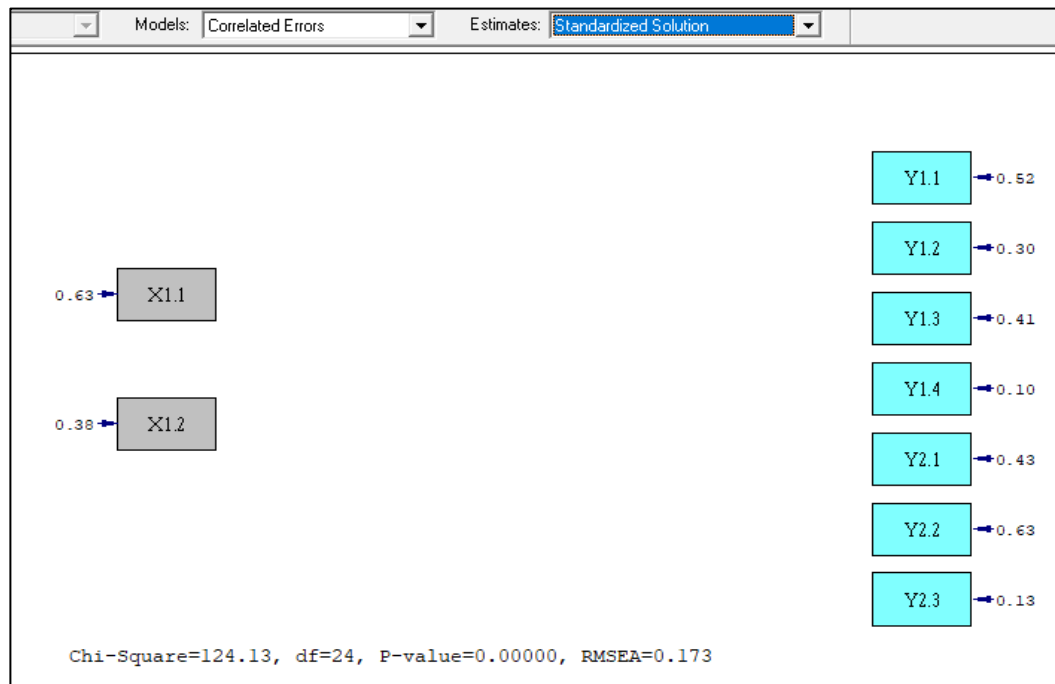 Models: Correlated Errors Estimates: Standardized Solution
Y1.1 0.52
Y1.2 0.30
0.63 X1.1
Y1.3 0.41
Y1.4 0.10
0.38 X1.2
Y2.1 0.43
Y2.2 0.63
Y2.3 0.13
Chi-Square=124.13, df=24, P-value=0.00000, RMSEA=0.173